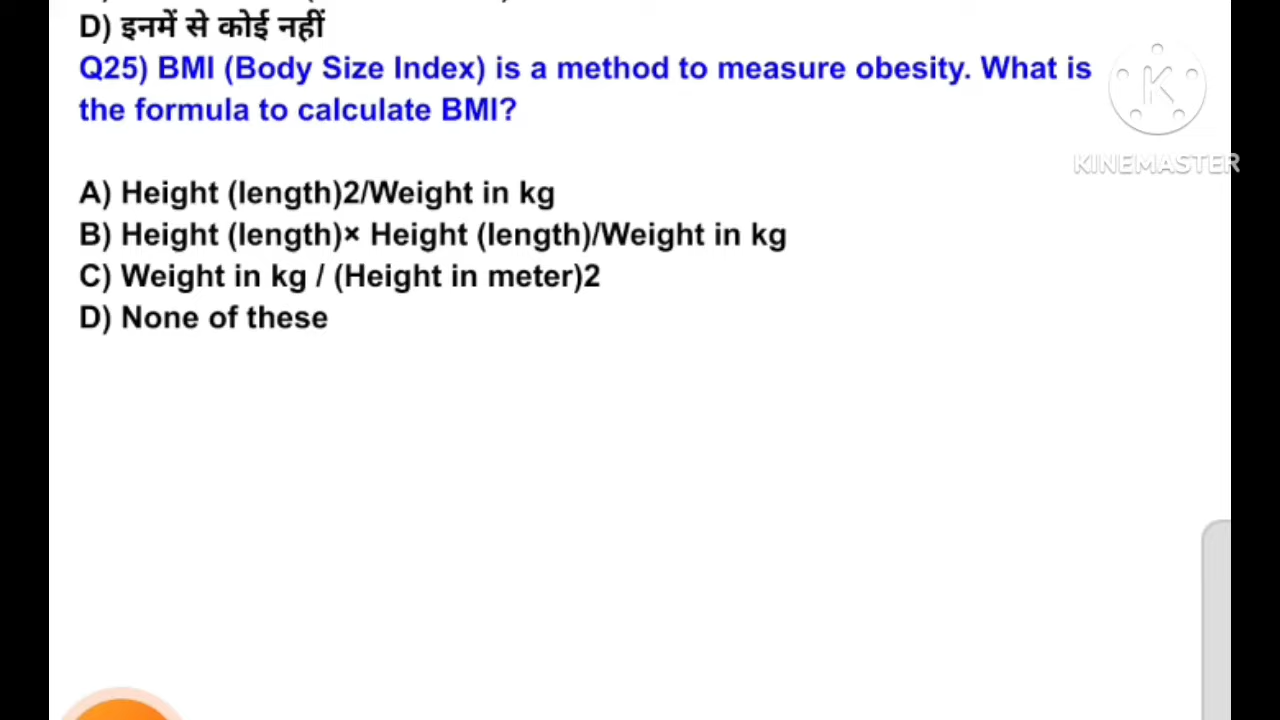 D) इनमें से कोई नहीं
Q25) BMI (Body Size Index) is a method to measure obesity. What is
the formula to calculate BMI?
K
KINEMASTER
A) Height (length)2/Weight in kg
B) Height (length)× Height (length)/Weight in kg
C) Weight in kg / (Height in meter)2
D) None of these